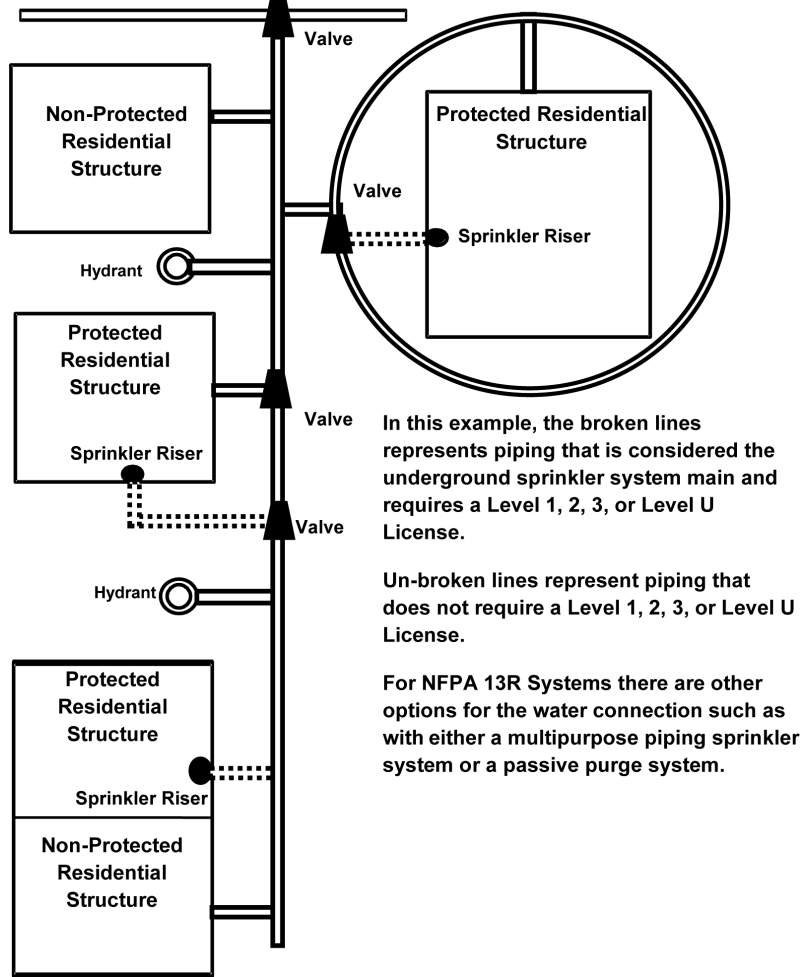 Valve
Non-Protected
Residential
Structure
Protected Residential
Structure
Valve
Sprinkler Riser
Hydrant
Protected
Residential
Structure
Sprinkler Riser
Valve
Valve
In this example, the broken lines
represents piping that is considered the
underground sprinkler system main and
requires a Level 1, 2, 3, or Level U
License.
Hydrant
Un-broken lines represent piping that
does not require a Level 1, 2, 3, or Level U
License.
Protected
Residential
Structure
Sprinkler Riser
For NFPA 13R Systems there are other
options for the water connection such as
with either a multipurpose piping sprinkler
system or a passive purge system.
Non-Protected
Residential
Structure